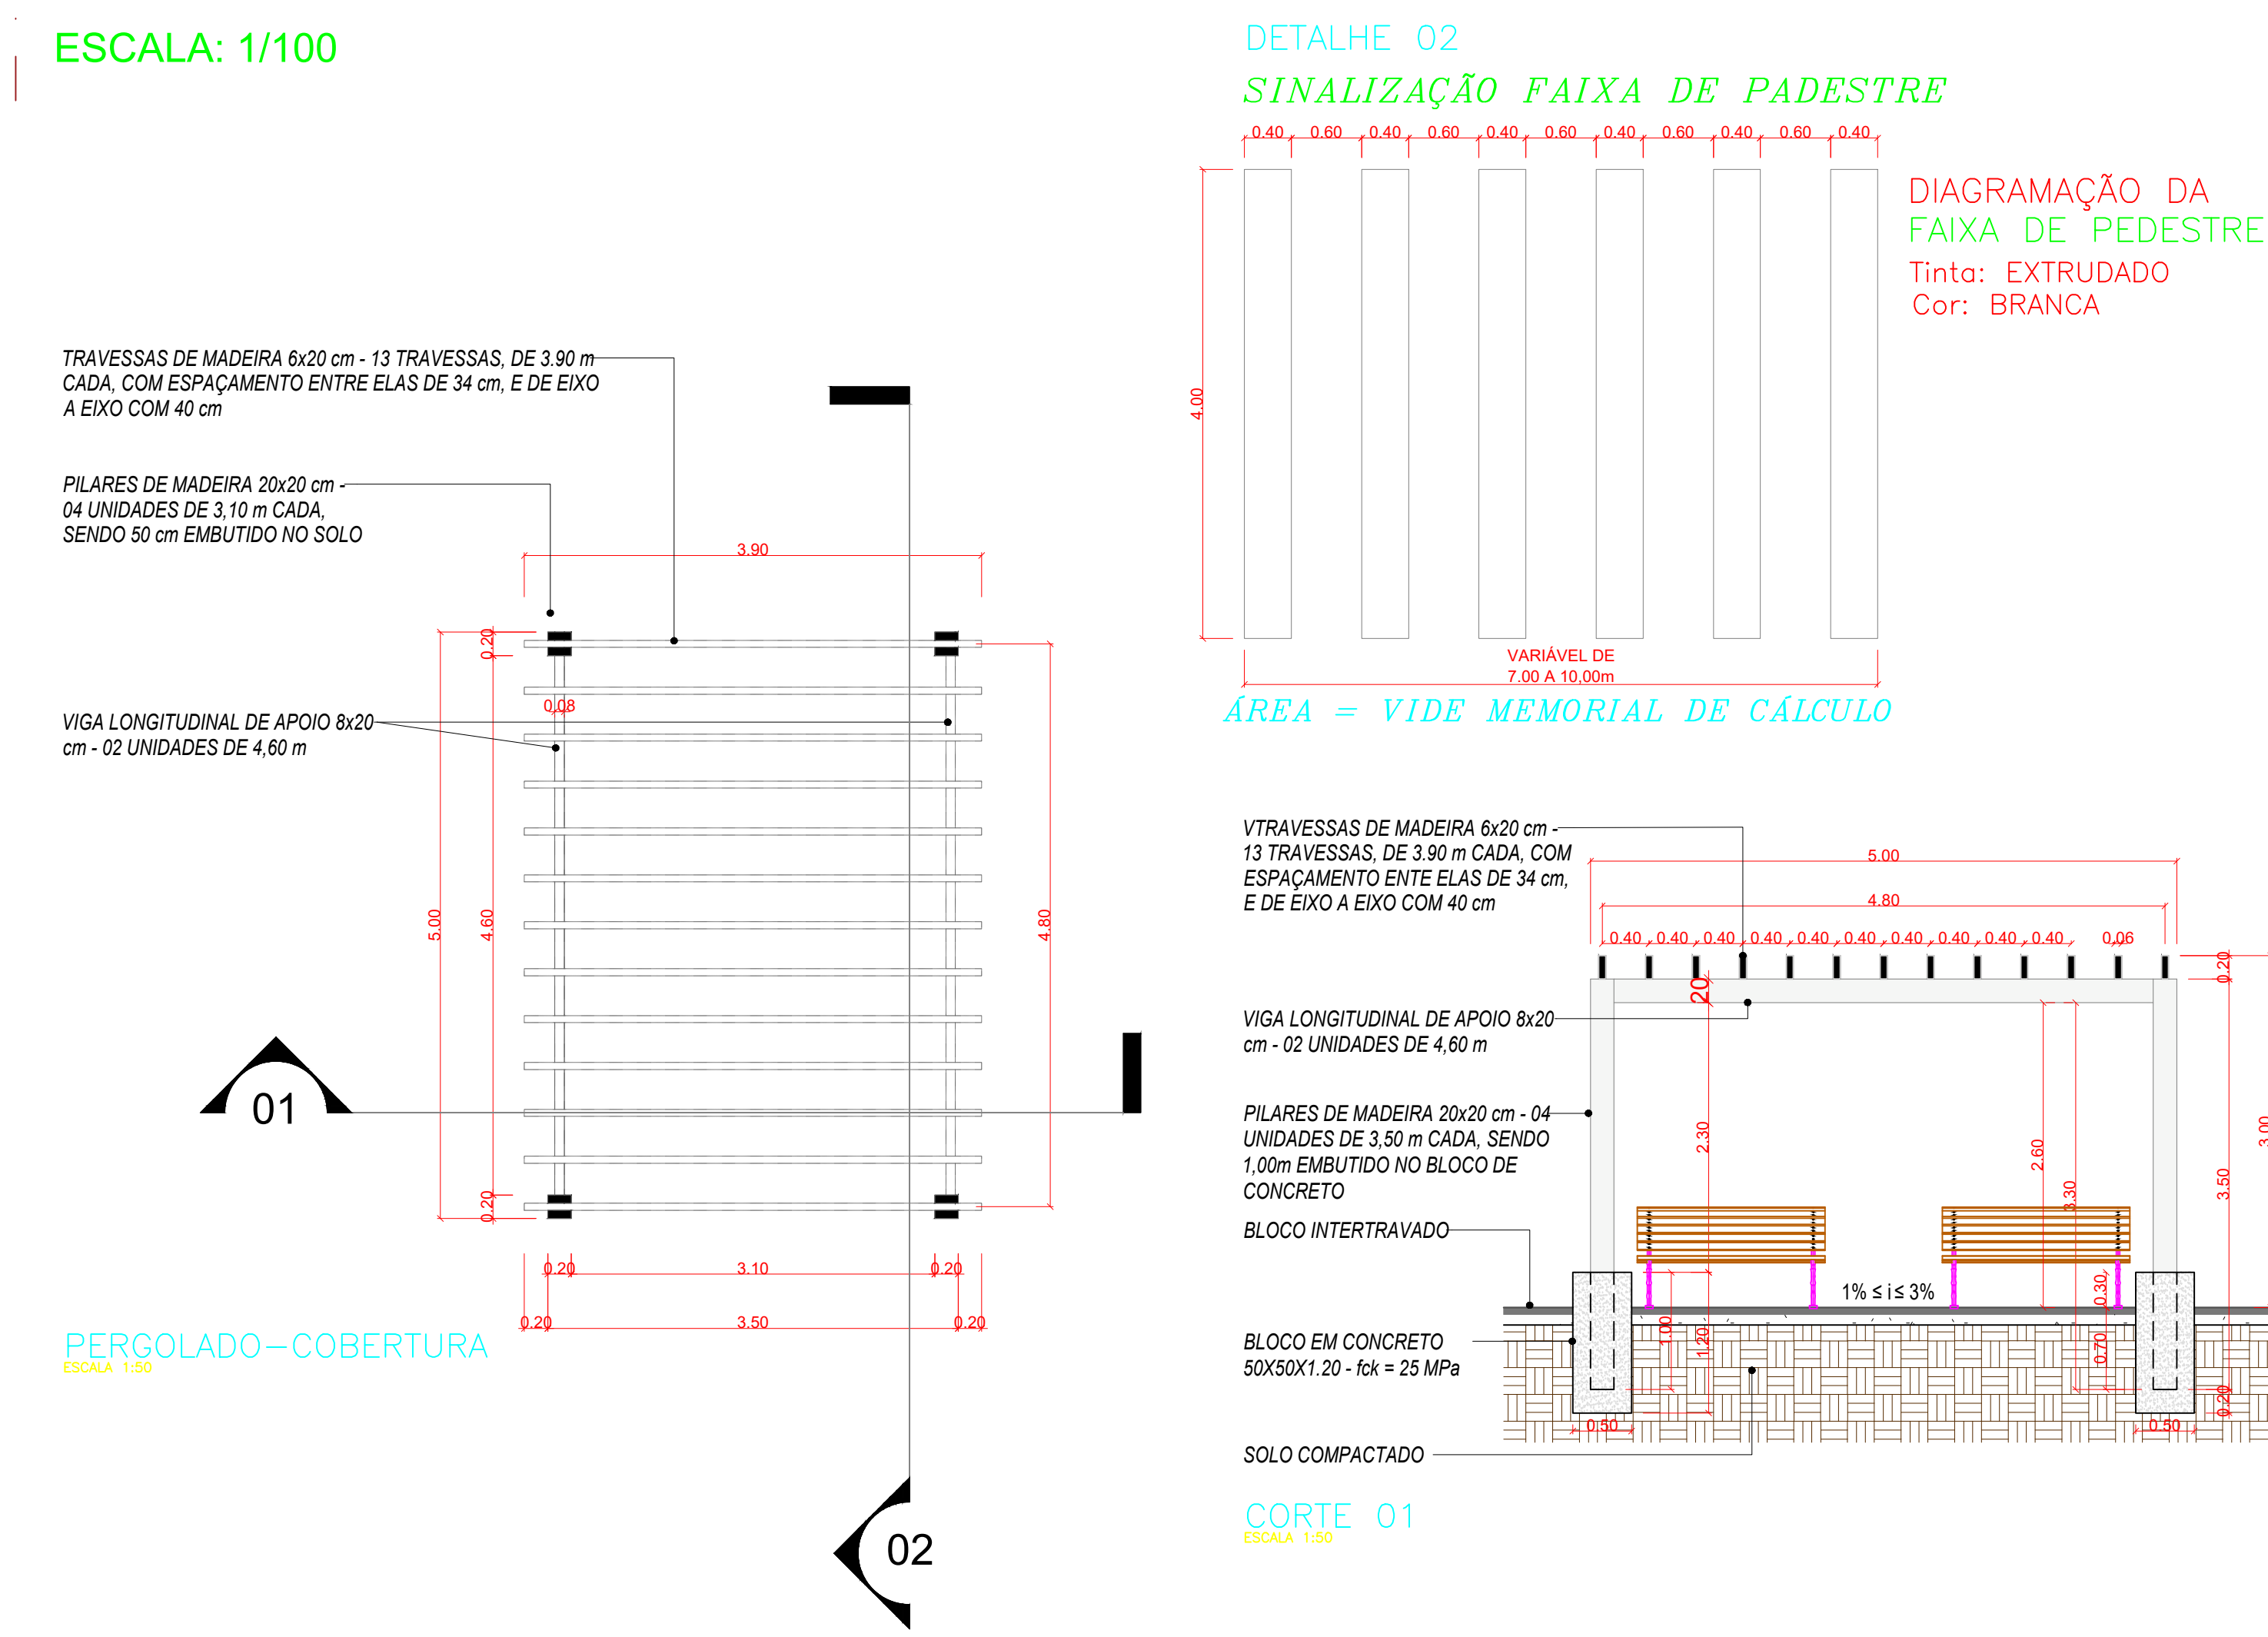 ESCALA: 1/100
TRAVESSAS DE MADEIRA 6x20 cm - 13 TRAVESSAS, DE 3.90 m
CADA, COM ESPAÇAMENTO ENTRE ELAS DE 34 cm, E DE EIXO
A EIXO COM 40 cm
PILARES DE MADEIRA 20x20 cm -
04 UNIDADES DE 3,10 m CADA,
SENDO 50 cm EMBUTIDO NO SOLO
3.90
0.20
0.08
VIGA LONGITUDINAL DE APOIO 8x20
cm - 02 UNIDADES DE 4,60 m
5.00
4.60
4.80
01
0.20
0.20 3.10 0.20
0.20 3.50 0.20
PERGOLADO-COBERTURA
ESCALA 1:50
02
DETALHE 02
SINALIZAÇÃO FAIXA DE PADESTRE
0.40 0.60 0.40 0.60 0.40 0.60 0.40 0.60 0.40 0.60 0.40
4.00
DIAGRAMAÇÃO DA
FAIXA DE PEDESTRE
Tinta: EXTRUDADO
Cor: BRANCA
VARIÁVEL DE
7.00 A 10,00m
ÁREA = VIDE MEMORIAL DE CÁLCULO
VTRAVESSAS DE MADEIRA 6x20 cm -
13 TRAVESSAS, DE 3.90 m CADA, COM
ESPAÇAMENTO ENTE ELAS DE 34 cm,
E DE EIXO A EIXO COM 40 cm
5.00
4.80
0.40 0.40 0.40 0.40 0.40 0.40 0.40 0.40 0.40 0.40 0.06
0.20
20
VIGA LONGITUDINAL DE APOIO 8x20
cm - 02 UNIDADES DE 4,60 m
PILARES DE MADEIRA 20x20 cm - 04
UNIDADES DE 3,50 m CADA, SENDO
1,00m EMBUTIDO NO BLOCO DE
CONCRETO
2.30
2.60
3.30
3.50
3.00
BLOCO INTERTRAVADO
1% ≤ i ≤ 3%
0.30
BLOCO EM CONCRETO
50X50X1.20 - fck = 25 MPa
1.00
1.20
0.70
0.20
0.50
0.50
SOLO COMPACTADO
CORTE 01
ESCALA 1:50